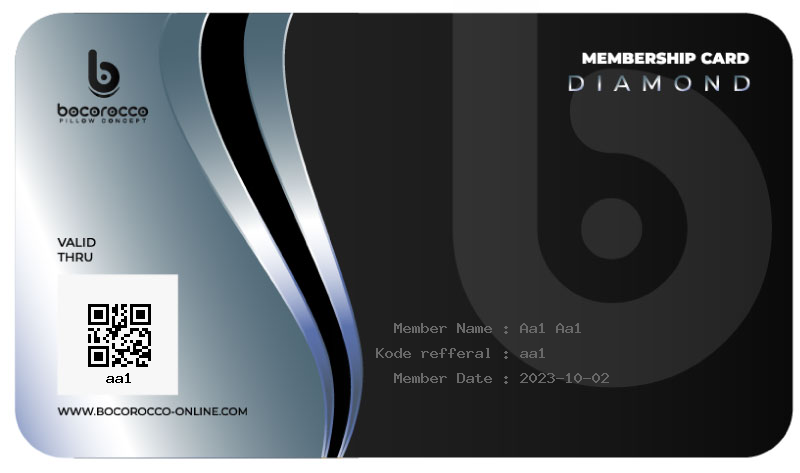 bocorocco
PILLOW CONCEPT
MEMBERSHIP CARD
DIAMOND
VALID
THRU
aa1
WWW.BOCOROCCO-ONLINE.COM
Member Name : Aa1 Aa1
Kode refferal : aa1
Member Date : 2023-10-02